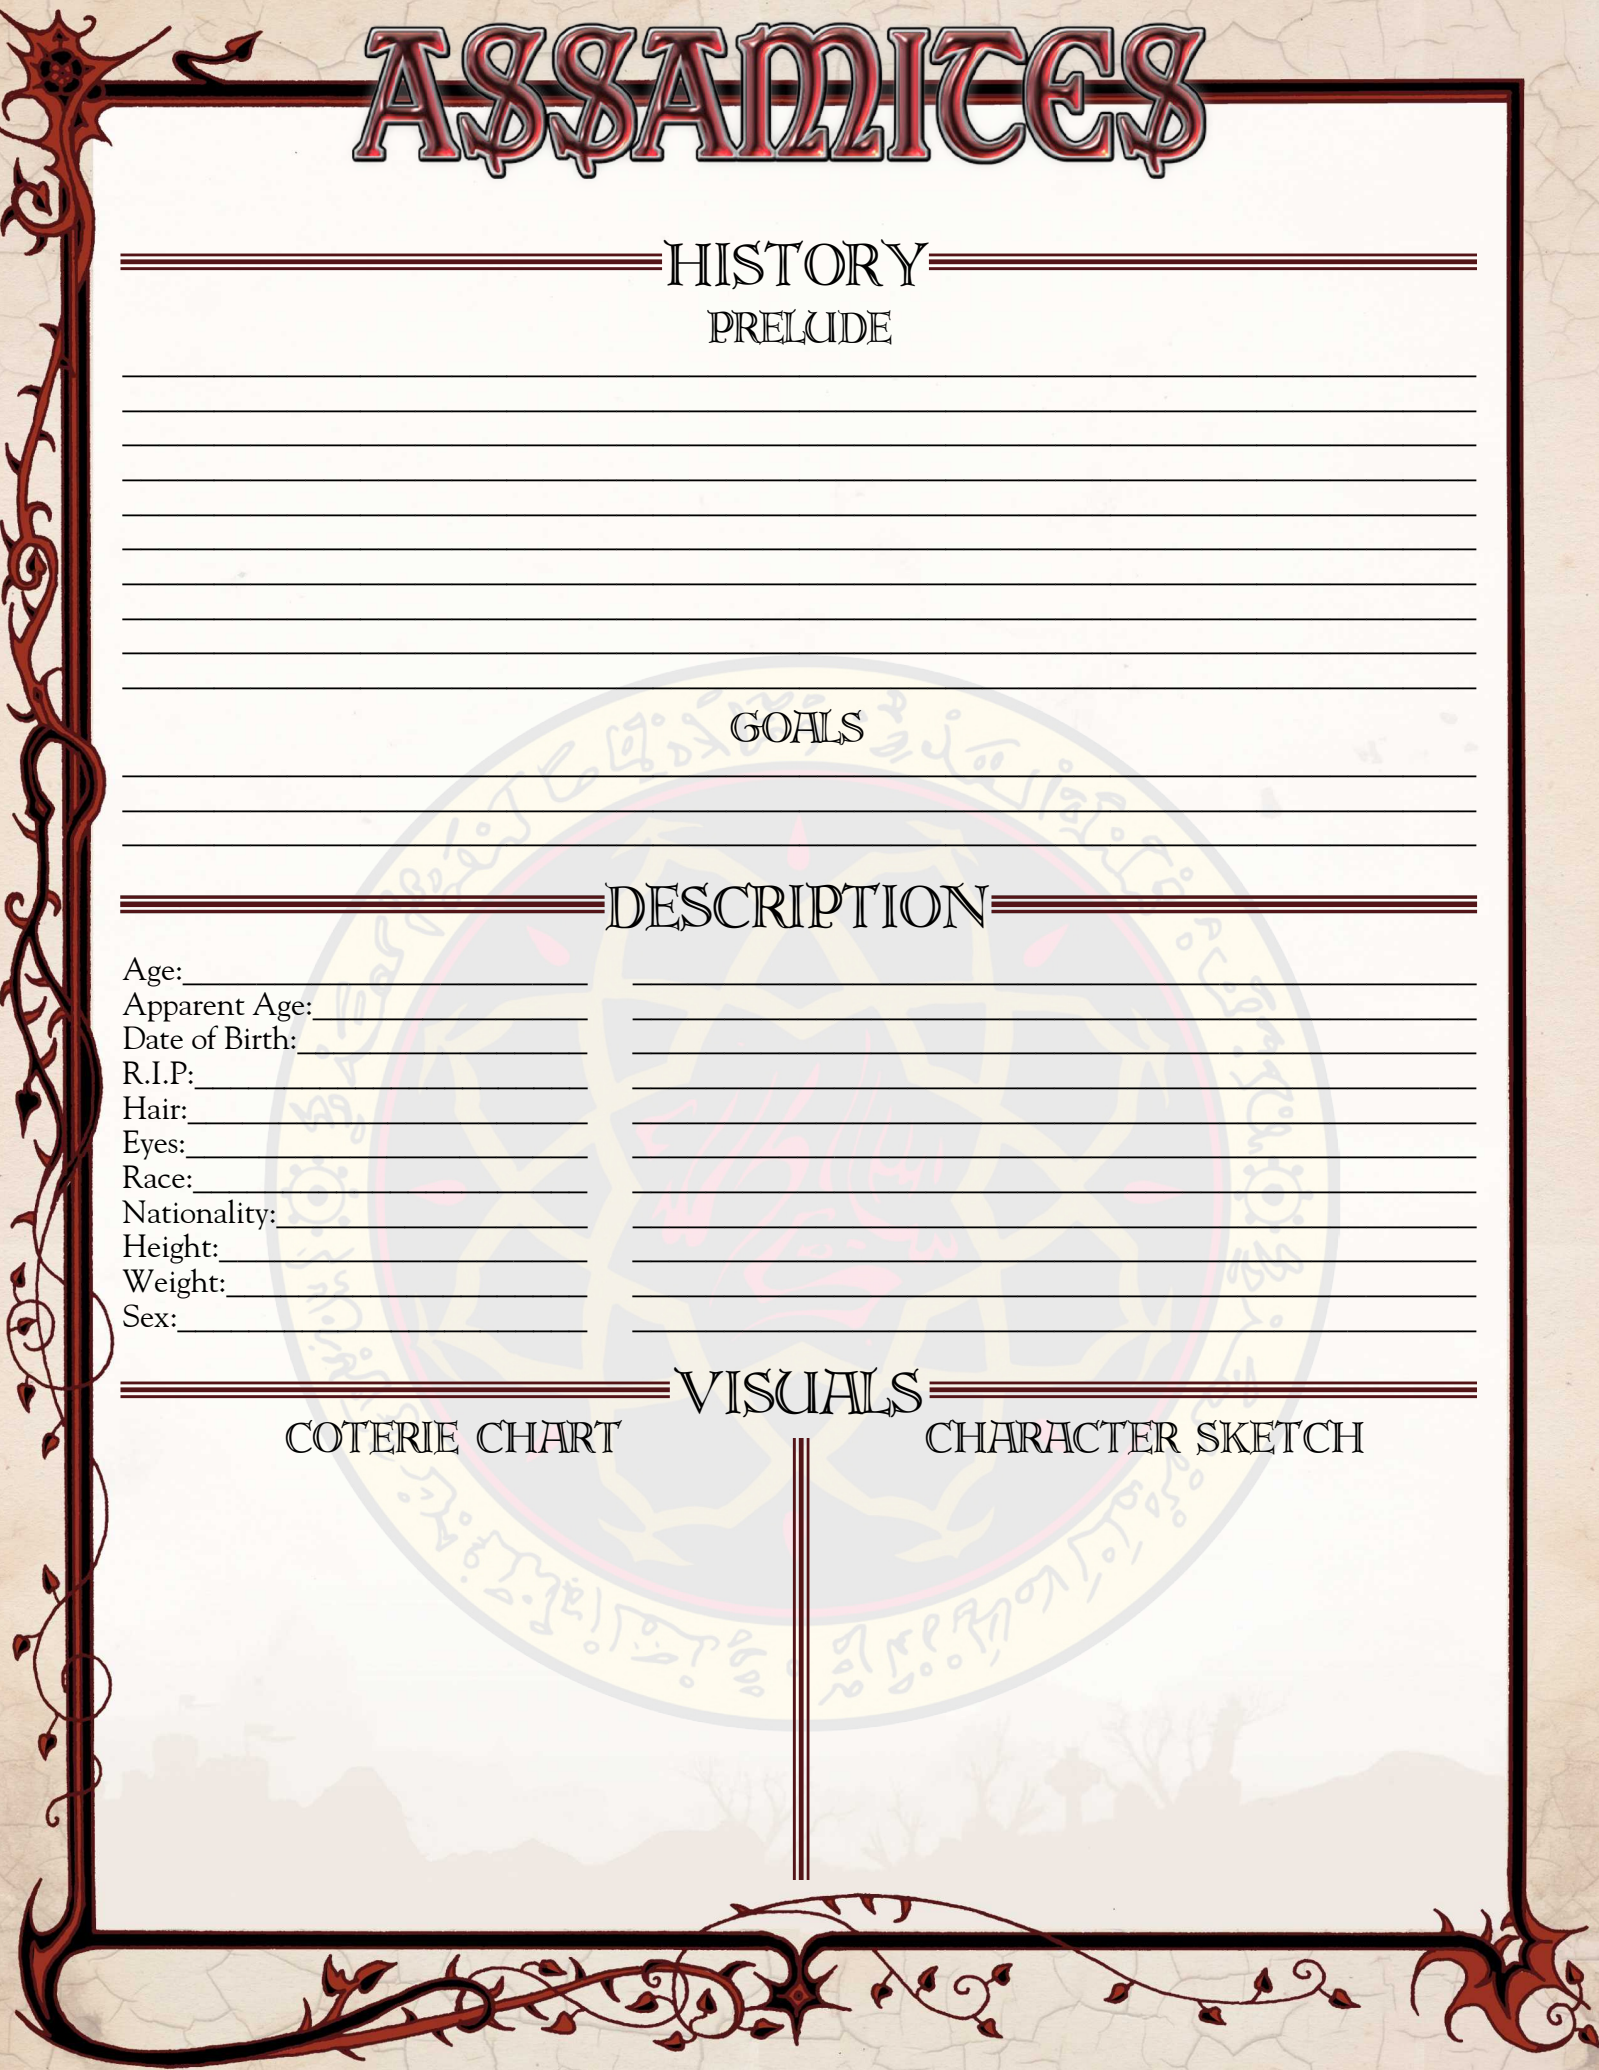 ASSAMITES
HISTORY
PRELUDE
GOALS
DESCRIPTION
Age:
Apparent Age:
Date of Birth:
R.I.P:
Hair:
Eyes:
Race:
Nationality:
Height:
Weight:
Sex:
VISUALS
COTERIE CHART
CHARACTER SKETCH